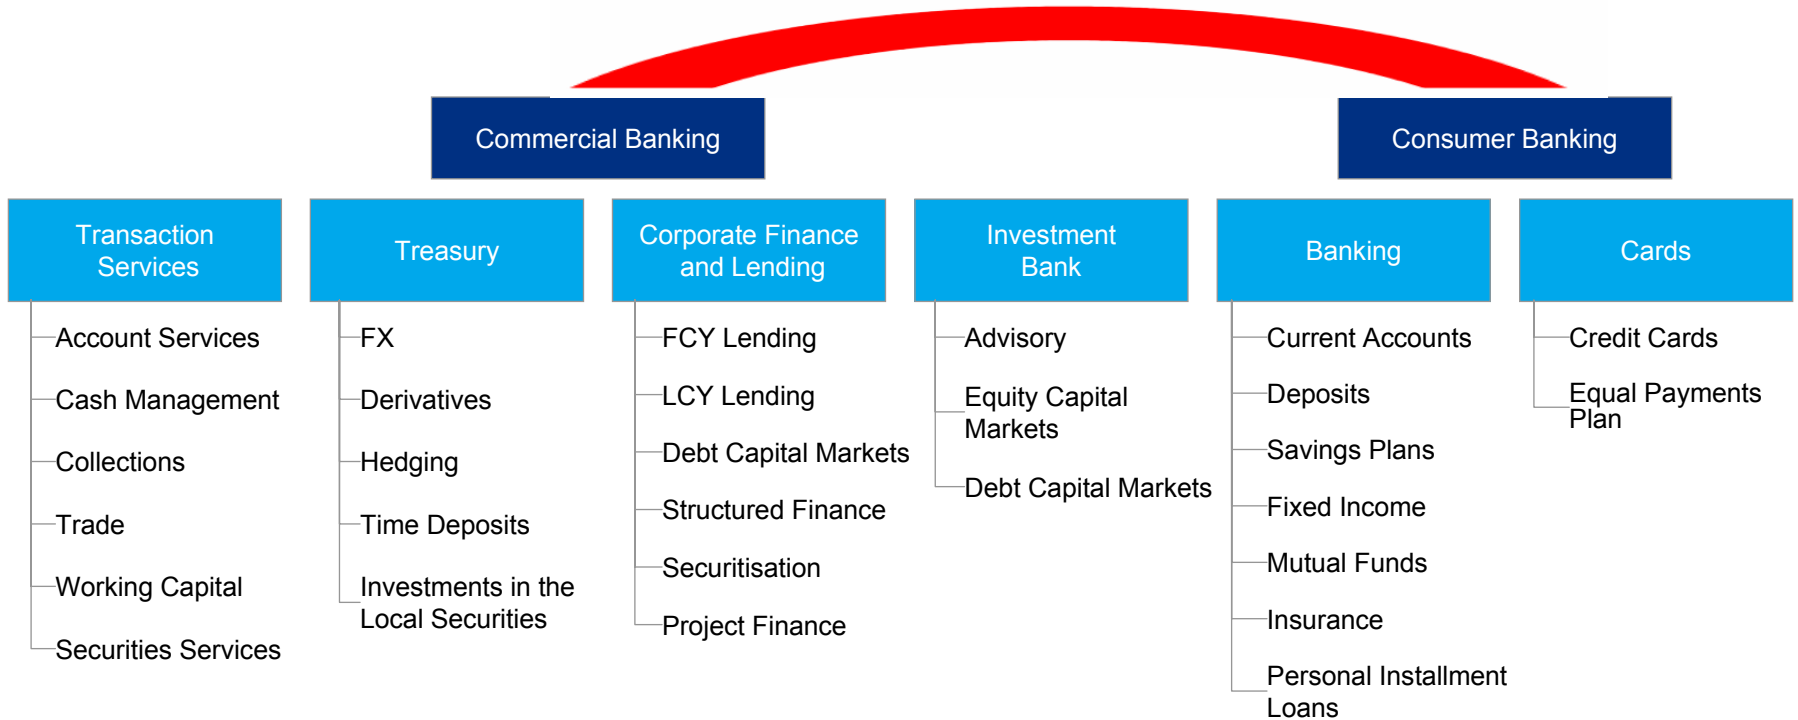 Commercial Banking
Consumer Banking
Transaction
Services
Account Services
Cash Management
Collections
Trade
Working Capital
Securities Services
Treasury
FX
Derivatives
Hedging
Time Deposits
Investments in the
Local Securities
Corporate Finance
and Lending
FCY Lending
LCY Lending
Debt Capital Markets
Structured Finance
Securitisation
Project Finance
Investment
Bank
Advisory
Equity Capital
Markets
Debt Capital Markets
Banking
Current Accounts
Deposits
Savings Plans
Fixed Income
Mutual Funds
Insurance
Personal Installment
Loans
Cards
Credit Cards
Equal Payments
Plan